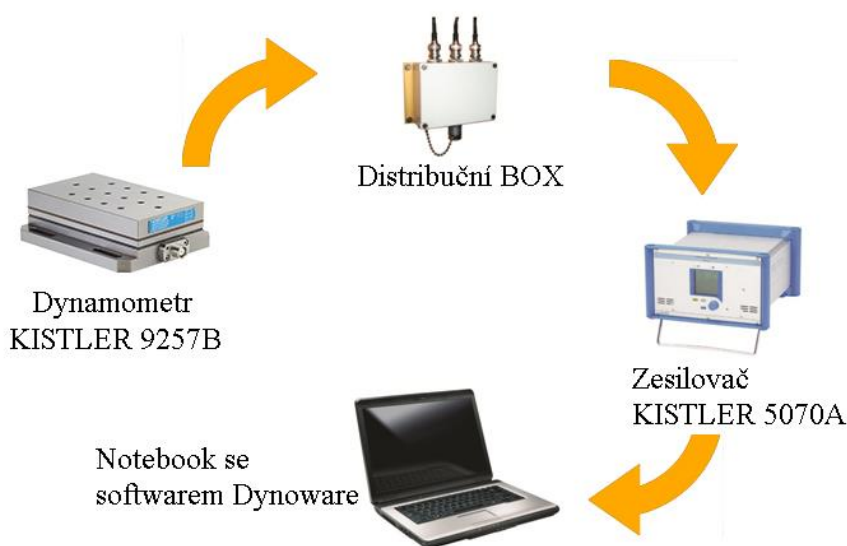 Distribuční BOX
Dynamometr
KISTLER 9257B
Zesilovač
KISTLER 5070A
Notebook se
softwarem Dynoware